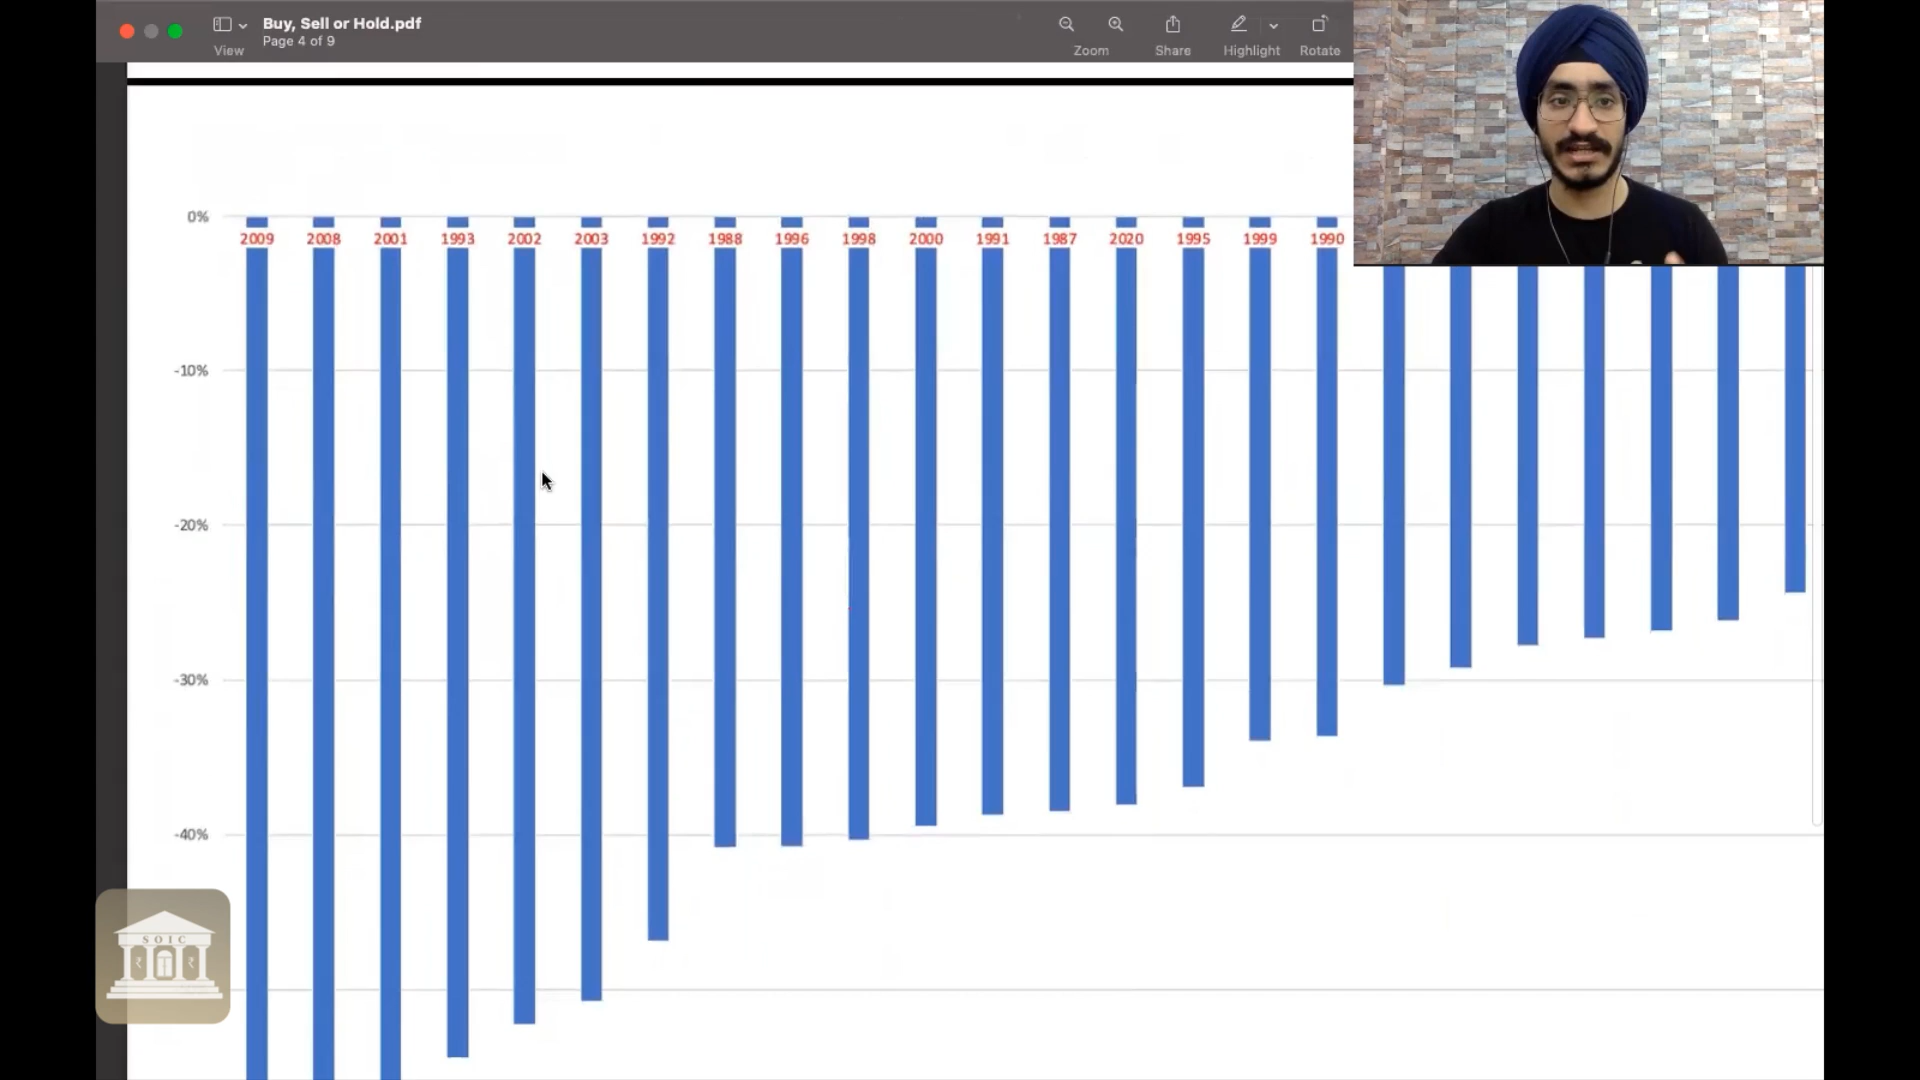 Buy, Sell or Hold.pdf
Page 4 of 9
View
Zoom
Share
Highlight
Rotate
0%
2009 2008 2001 1993 2002 2003 1992 1988 1996 1998 2000 1991 1987 2020 1995 1999 1990
-10%
-20%
-30%
-40%
SOIC
₹ ₹